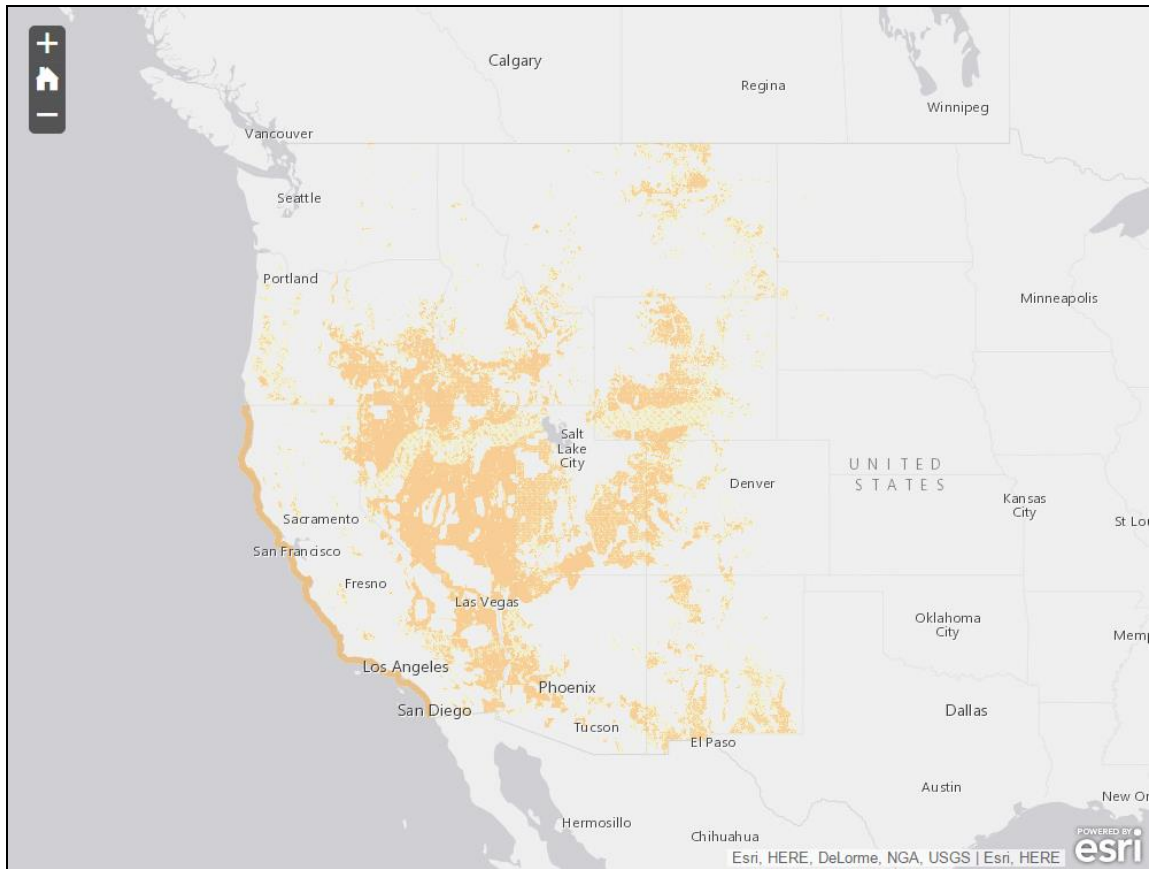 +
−
Calgary
Regina
Winnipeg
Vancouver
Seattle
Portland
Minneapolis
Salt
Lake
City
Denver
UNITED
STATES
Kansas
City
St Lou
Sacramento
San Francisco
Fresno
Las Vegas
Oklahoma
City
Memp
Los Angeles
Phoenix
San Diego
Tucson
Dallas
El Paso
Austin
New Or
Hermosillo
Chihuahua
Esri, HERE, DeLorme, NGA, USGS | Esri, HERE
POWERED BY
esri